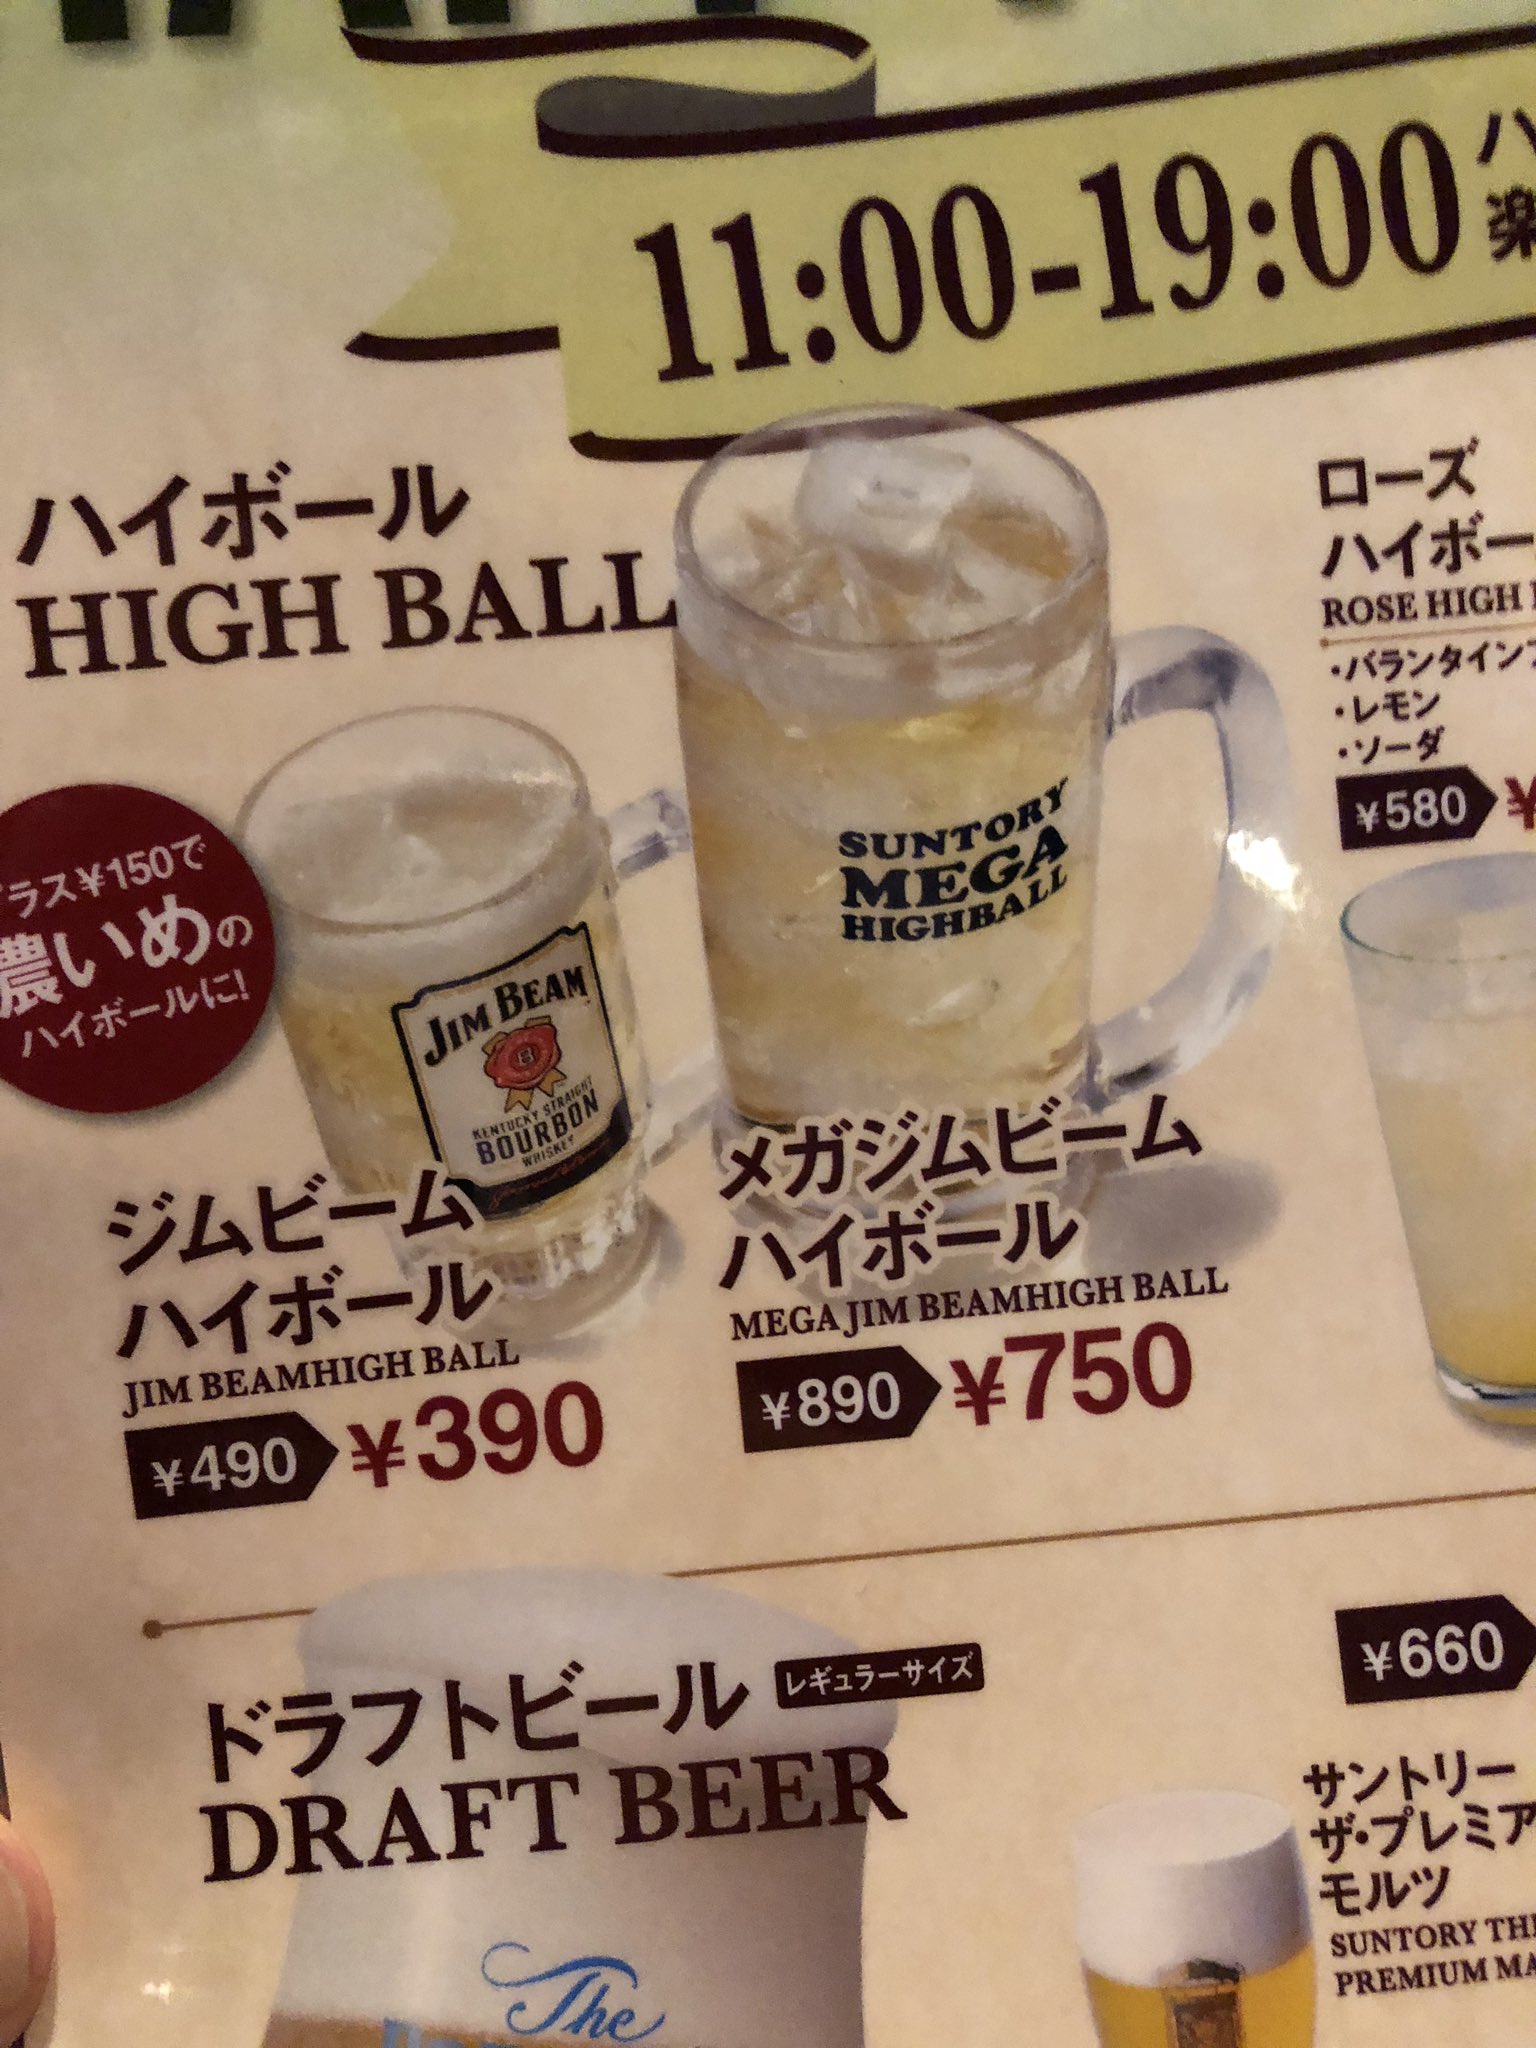 11:00-19:00
ハイボール
HIGH BALL
ラス¥150で
濃いめの
ハイボールに!
JIM BEAM
KENTUCKY STRAIGHT
BOURBON
WHISKEY
ジムビーム
ハイボール
JIM BEAMHIGH BALL
¥490 ¥390
SUNTORY
MEGA
HIGHBALL
メガジムビーム
ハイボール
MEGA JIM BEAMHIGH BALL
¥890 ¥750
ローズ
ハイボー
ROSE HIGH
・バランタイン
・レモン
・ソーダ
¥580 ¥
ドラフトビール レギュラーサイズ
DRAFT BEER
The
¥660
サントリー
ザ・プレミア
モルツ
SUNTORY THE
PREMIUM MA